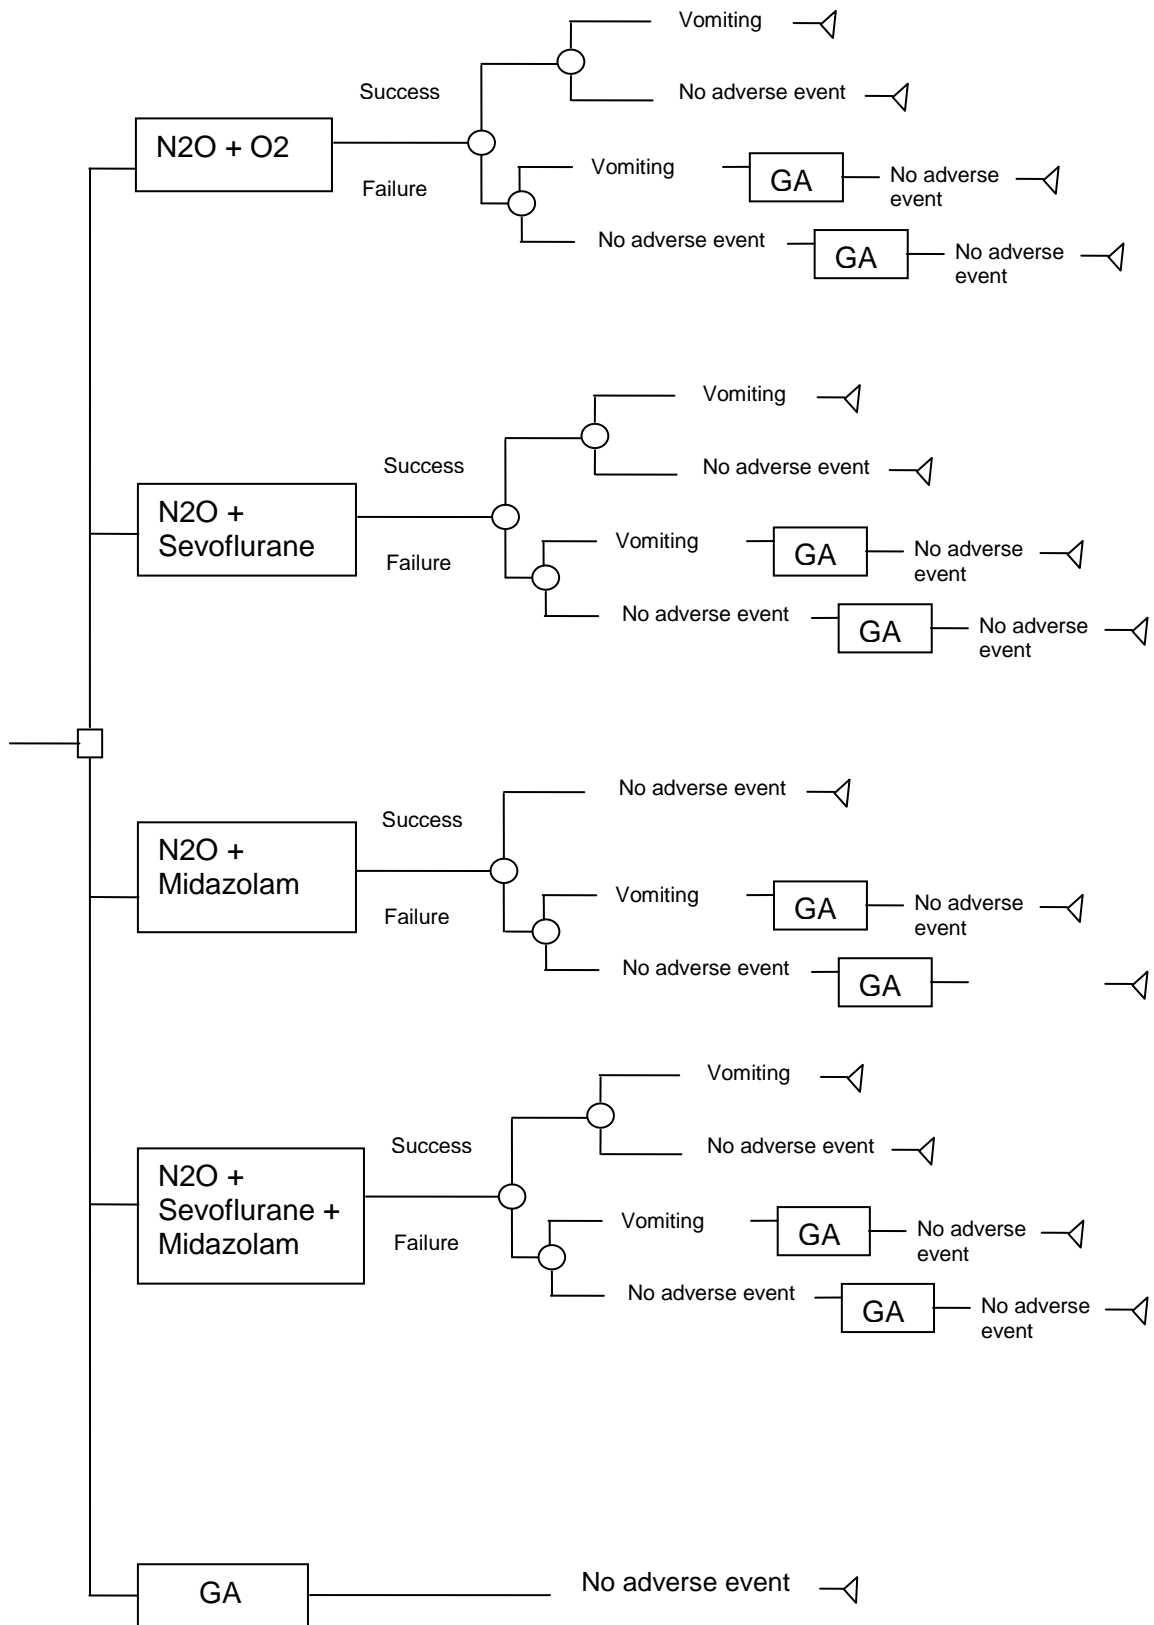 Vomiting
Success
No adverse event
N2O + O2
Vomiting
GA
No adverse
event
Failure
No adverse event
GA
No adverse
event
Vomiting
Success
No adverse event
N2O +
Sevoflurane
Vomiting
GA
No adverse
event
Failure
No adverse event
GA
No adverse
event
No adverse event
Success
N2O +
Midazolam
Vomiting
GA
No adverse
event
Failure
No adverse event
GA
Vomiting
Success
No adverse event
N2O +
Sevoflurane +
Midazolam
Vomiting
GA
No adverse
event
Failure
No adverse event
GA
No adverse
event
GA
No adverse event